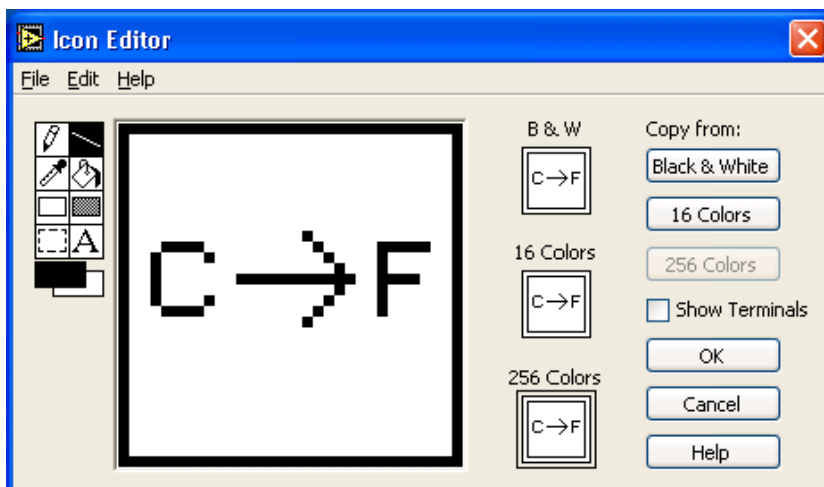 Icon Editor
File Edit Help
A
C→F
B & W
C→F
16 Colors
C→F
256 Colors
C→F
Copy from:
Black & White
16 Colors
256 Colors
Show Terminals
OK
Cancel
Help